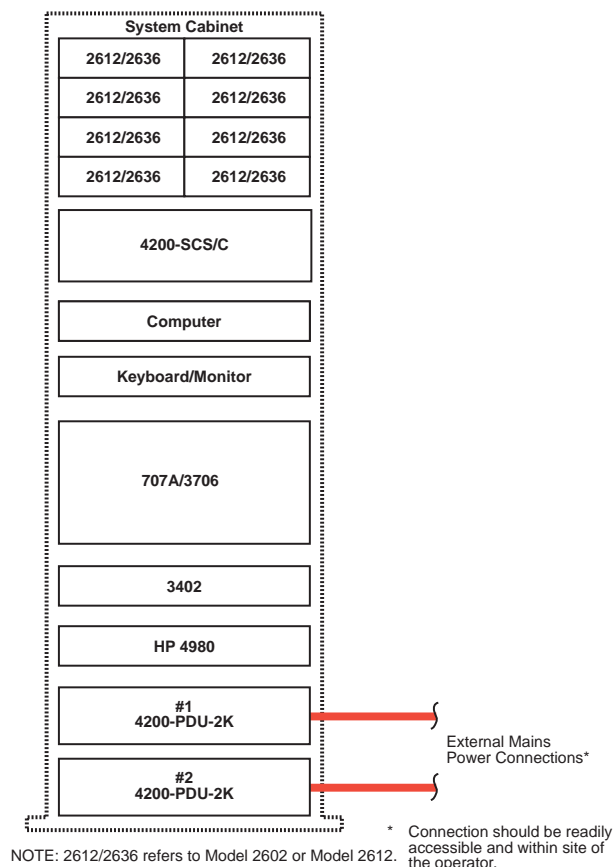 System Cabinet
2612/2636 2612/2636
2612/2636 2612/2636
2612/2636 2612/2636
2612/2636 2612/2636
4200-SCS/C
Computer
Keyboard/Monitor
707A/3706
3402
HP 4980
#1
4200-PDU-2K
External Mains
Power Connections*
#2
4200-PDU-2K
* Connection should be readily
accessible and within site of
the operator.
NOTE: 2612/2636 refers to Model 2602 or Model 2612.